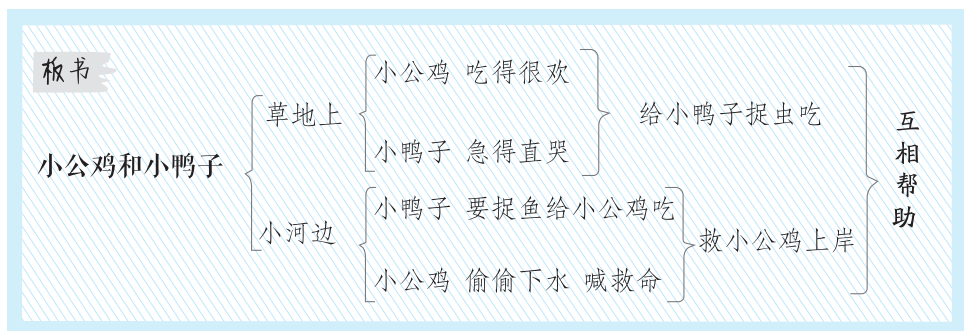 板书
小公鸡和小鸭子
草地上
小公鸡 吃得很欢
小鸭子 急得直哭
给小鸭子捉虫吃
小河边
小鸭子 要捉鱼给小公鸡吃
小公鸡 偷偷下水 喊救命
救小公鸡上岸
互相帮助